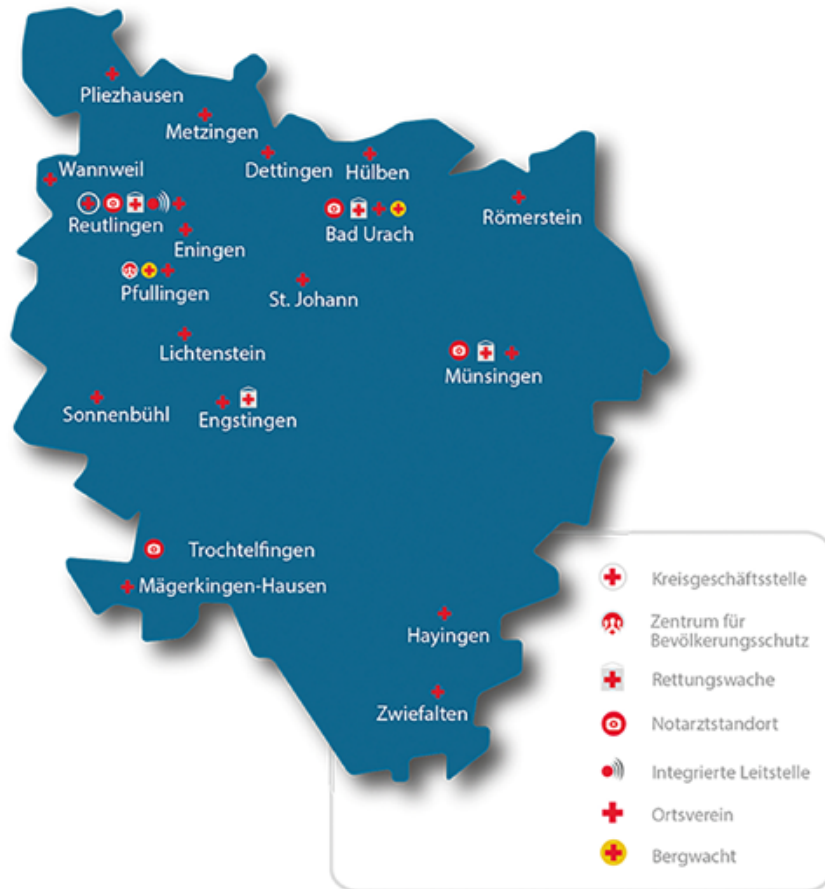 Pliezhausen
Metzingen
Dettingen
Hülben
Wannweil
Römerstein
Reutlingen
Bad Urach
Eningen
Pfullingen
St. Johann
Lichtenstein
Münsingen
Sonnenbühl
Engstingen
Trochtelfingen
Mägerkingen-Hausen
Hayingen
Zwiefalten
Kreisgeschäftsstelle
Zentrum für
Bevölkerungsschutz
Rettungswache
Notarztstandort
Integrierte Leitstelle
Ortsverein
Bergwacht